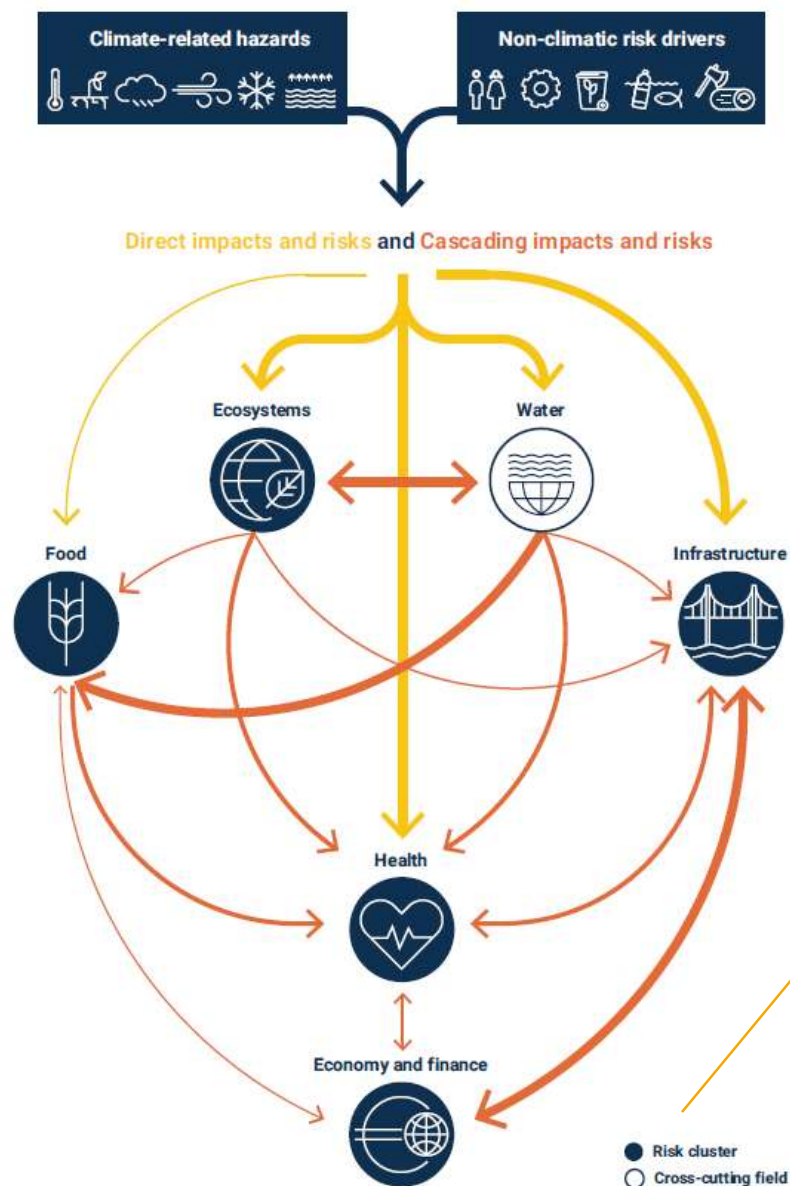 Climate-related hazards
Non-climatic risk drivers
Direct impacts and risks and Cascading impacts and risks
Ecosystems
Water
Food
Infrastructure
Health
Economy and finance
Risk cluster
Cross-cutting field